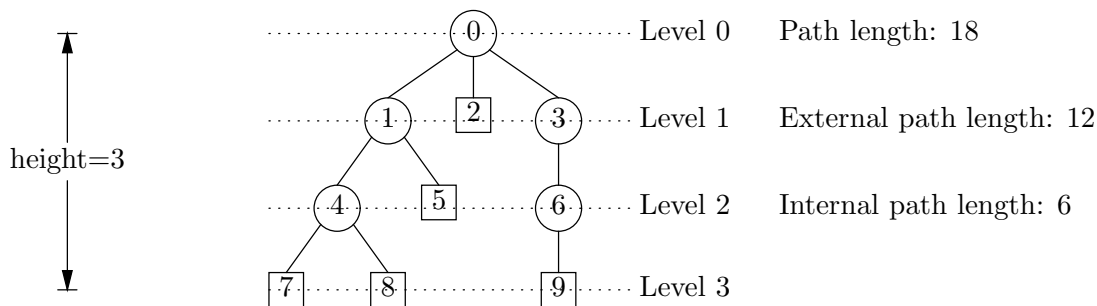 0 Level 0 Path length: 18
1 2 3 Level 1 External path length: 12
height=3
4 5 6 Level 2 Internal path length: 6
7 8 9 Level 3